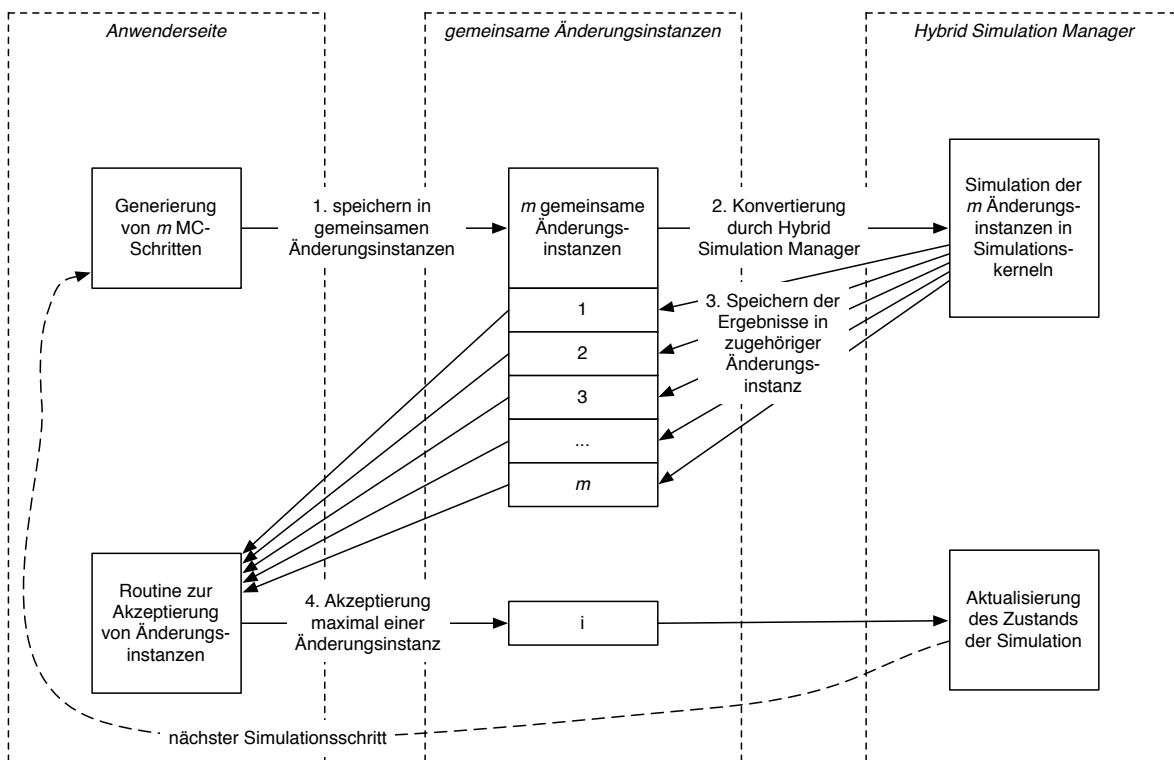 Anwenderseite
gemeinsame Änderungsinstanzen
Hybrid Simulation Manager
Generierung
von m MC-
Schritten
1. speichern in
gemeinsamen
Änderungsinstanzen
m gemeinsame
Änderungs-
instanzen
2. Konvertierung
durch Hybrid
Simulation Manager
Simulation der
m Änderungs-
instanzen in
Simulations-
kerneln
1
2
3
...
m
3. Speichern der
Ergebnisse in
zugehöriger
Änderungs-
instanz
Routine zur
Akzeptierung
von Änderungs-
instanzen
4. Akzeptierung
maximal einer
Änderungsinstanz
i
Aktualisierung
des Zustands
der Simulation
nächster Simulationsschritt